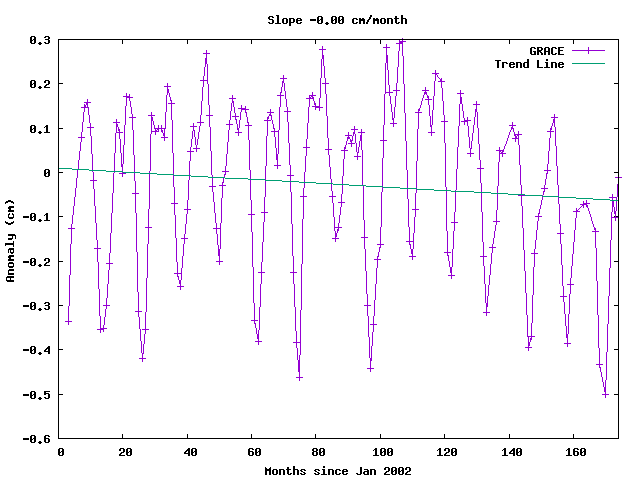 Slope -0.00 cm/month
GRACE
Trend Line
0.3
0.2
0.1
0
-0.1
-0.2
-0.3
-0.4
-0.5
-0.6
Anomaly (cm)
0 20 40 60 80 100 120 140 160
Months since Jan 2002